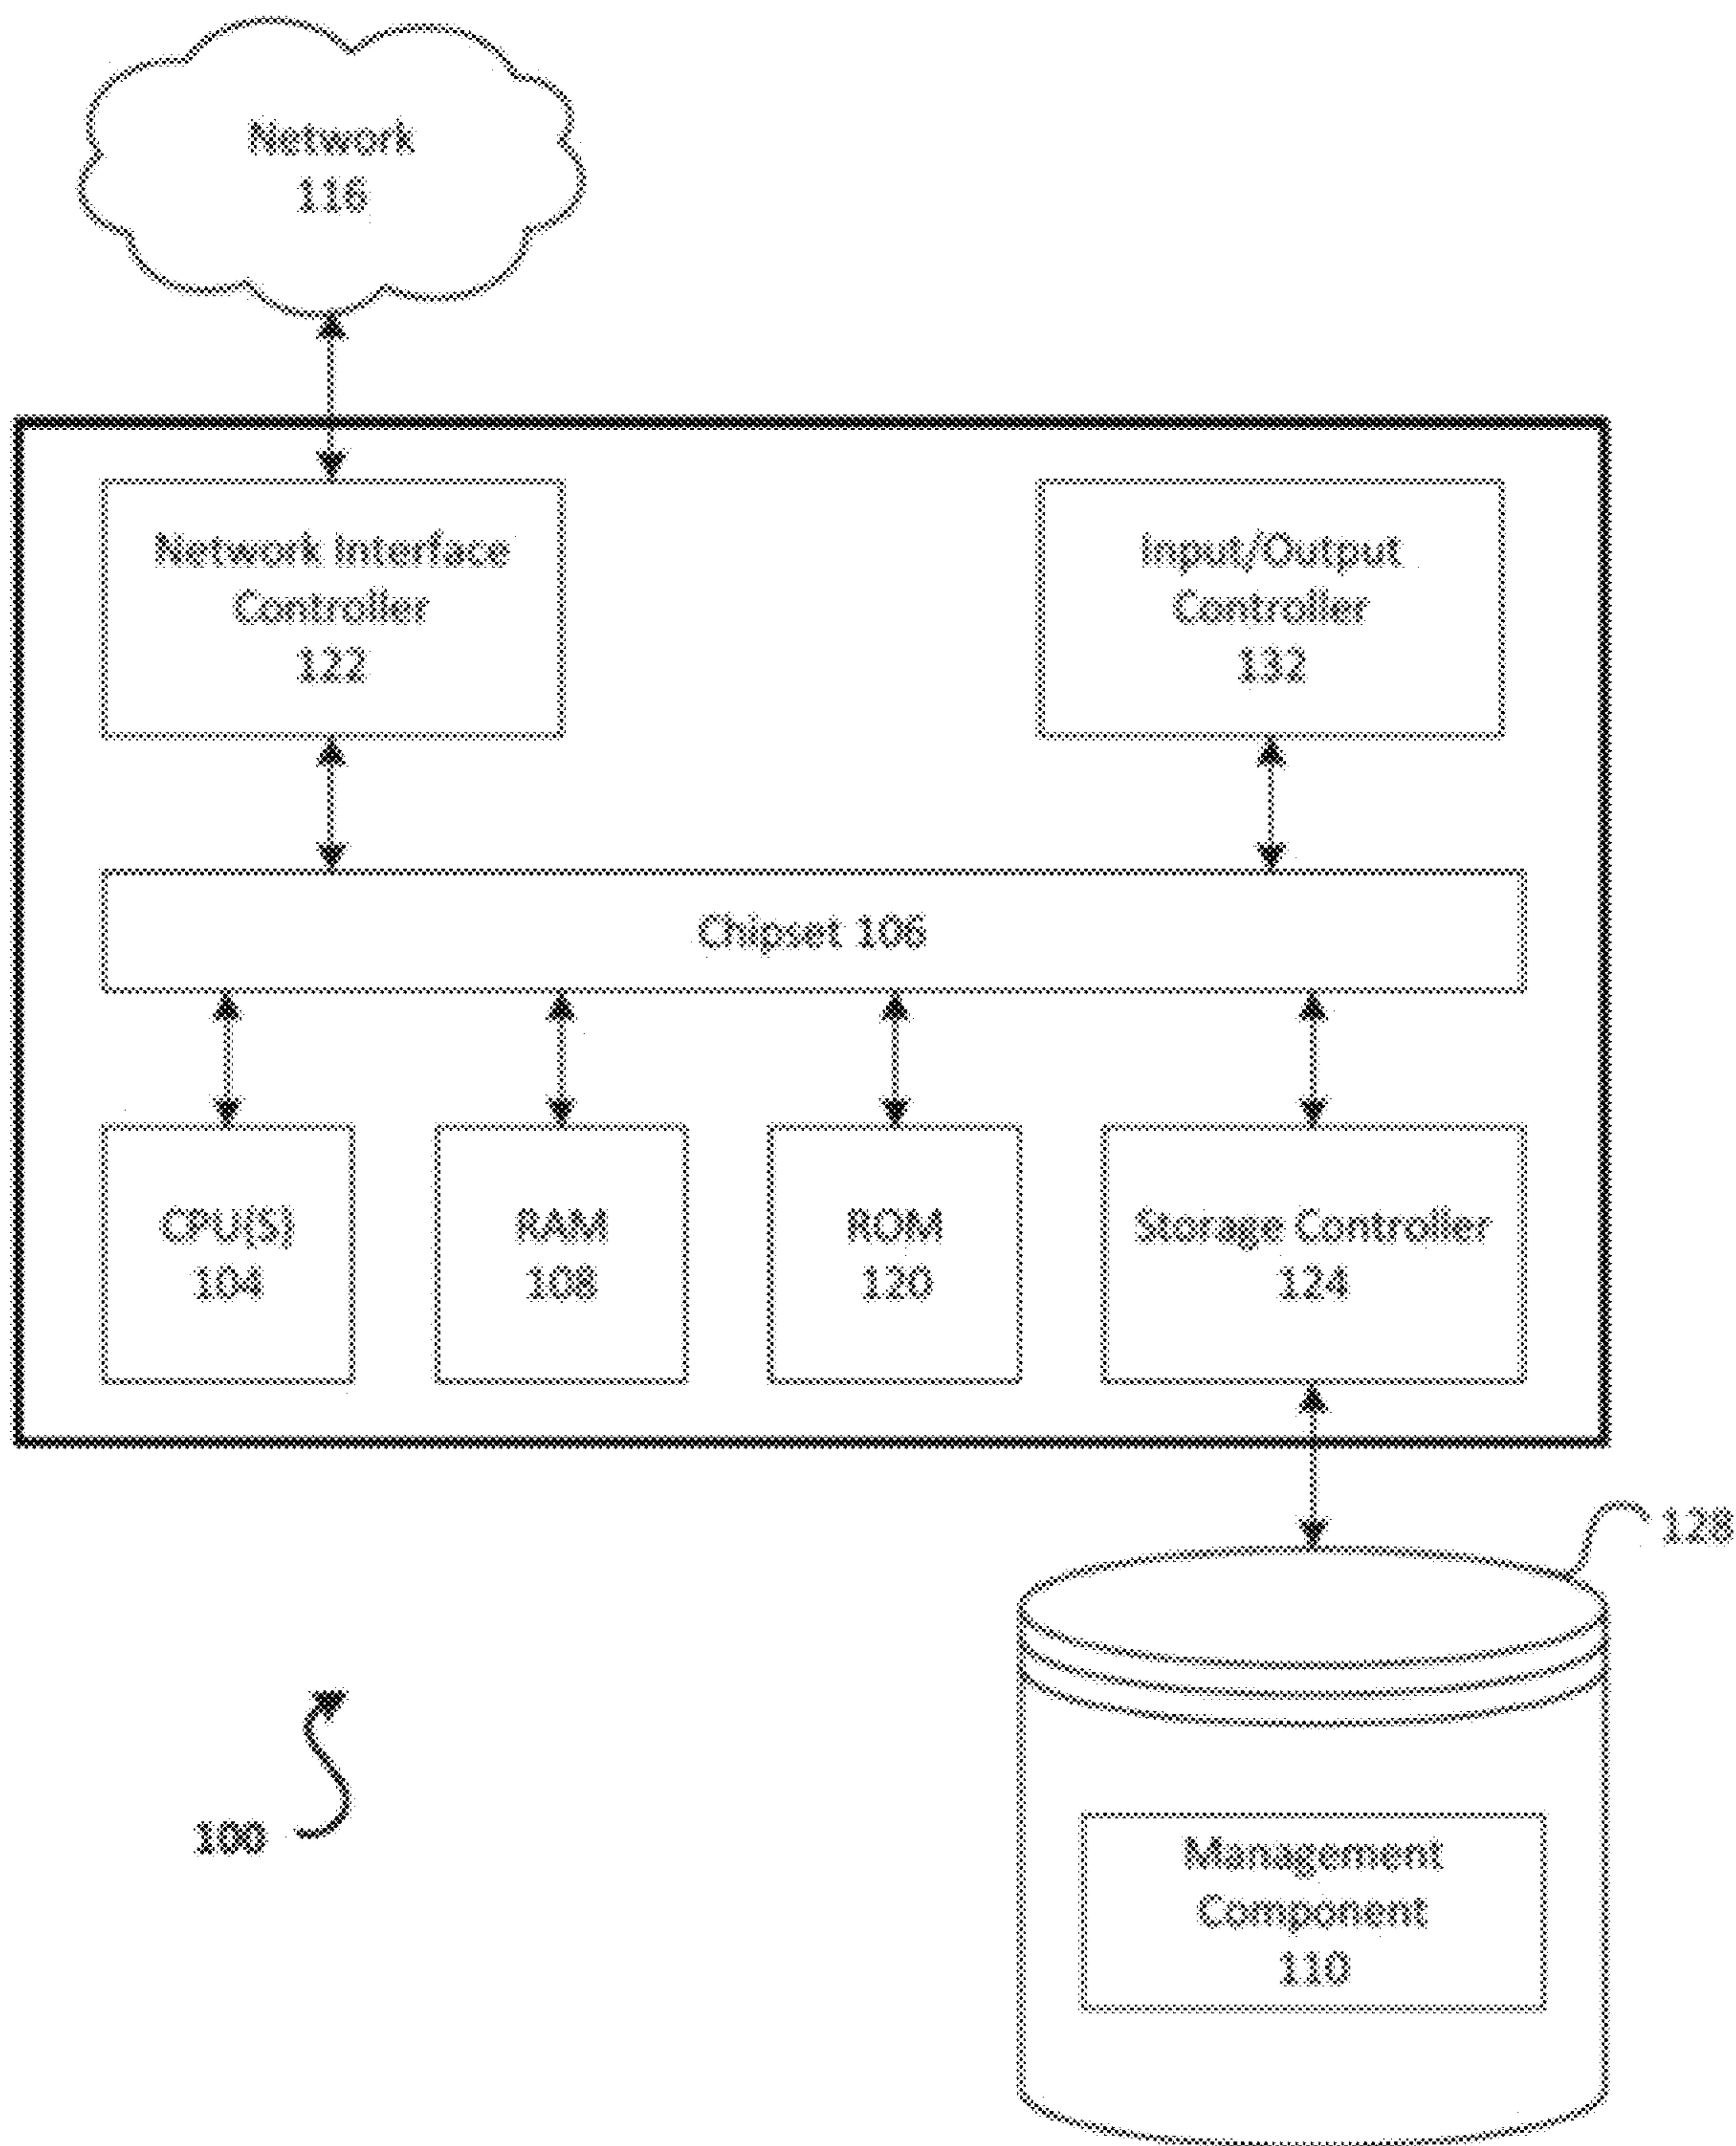 Network
116
Network Interface
Controller
122
Input/Output
Controller
132
Chipset 106
CPU(S)
104
RAM
108
ROM
120
Storage Controller
124
128
100
Management
Component
110